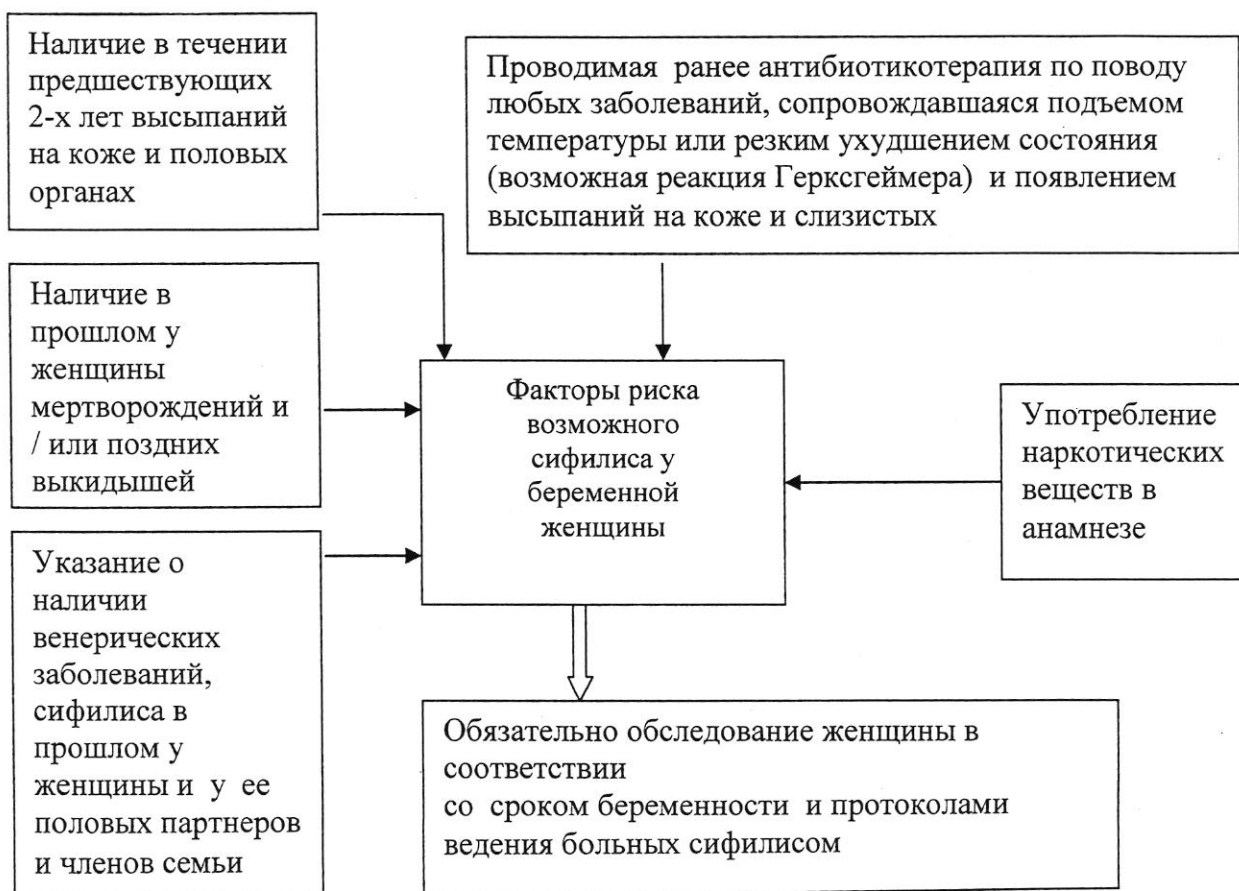 Наличие в течении
предшествующих
2-х лет высыпаний
на коже и половых
органах
Проводимая ранее антибиотикотерапия по поводу
любых заболеваний, сопровождавшаяся подъемом
температуры или резким ухудшением состояния
(возможная реакция Герксгеймера) и появлением
высыпаний на коже и слизистых
Наличие в
прошлом у
женщины
мертворождений и
/ или поздних
выкидышей
Факторы риска
возможного
сифилиса у
беременной
женщины
Употребление
наркотических
веществ в
анамнезе
Указание о
наличии
венерических
заболеваний,
сифилиса в
прошлом у
женщины и у ее
половых партнеров
и членов семьи
Обязательно обследование женщины в
соответствии
со сроком беременности и протоколами
ведения больных сифилисом